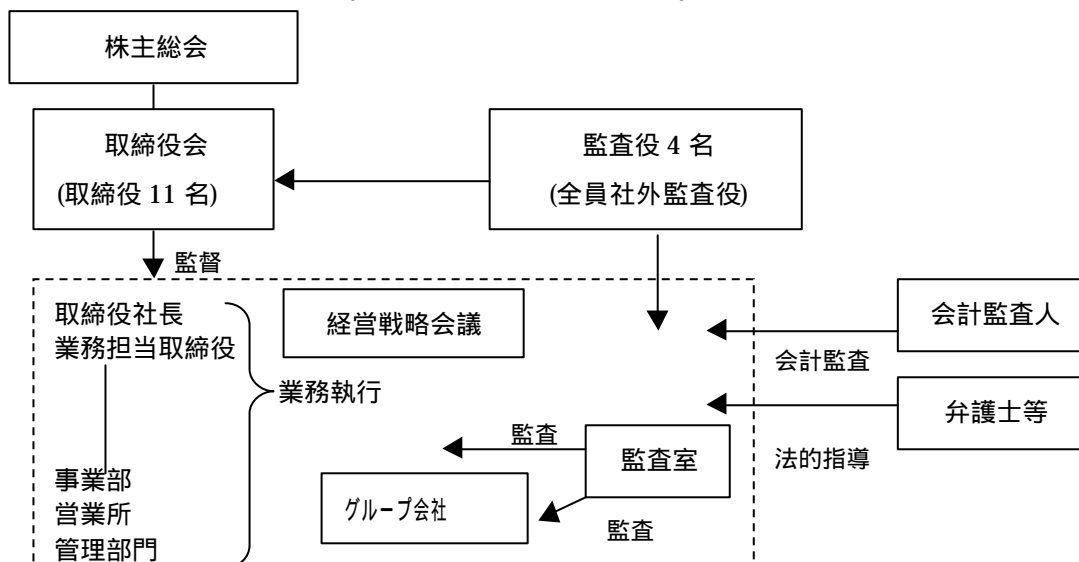 株主総会
取締役会
(取締役 11 名)
監査役 4 名
(全員社外監査役)
監督
取締役社長
業務担当取締役
経営戦略会議
会計監査人
会計監査
業務執行
弁護士等
監査
監査室
法的指導
事業部
営業所
管理部門
グループ会社
監査